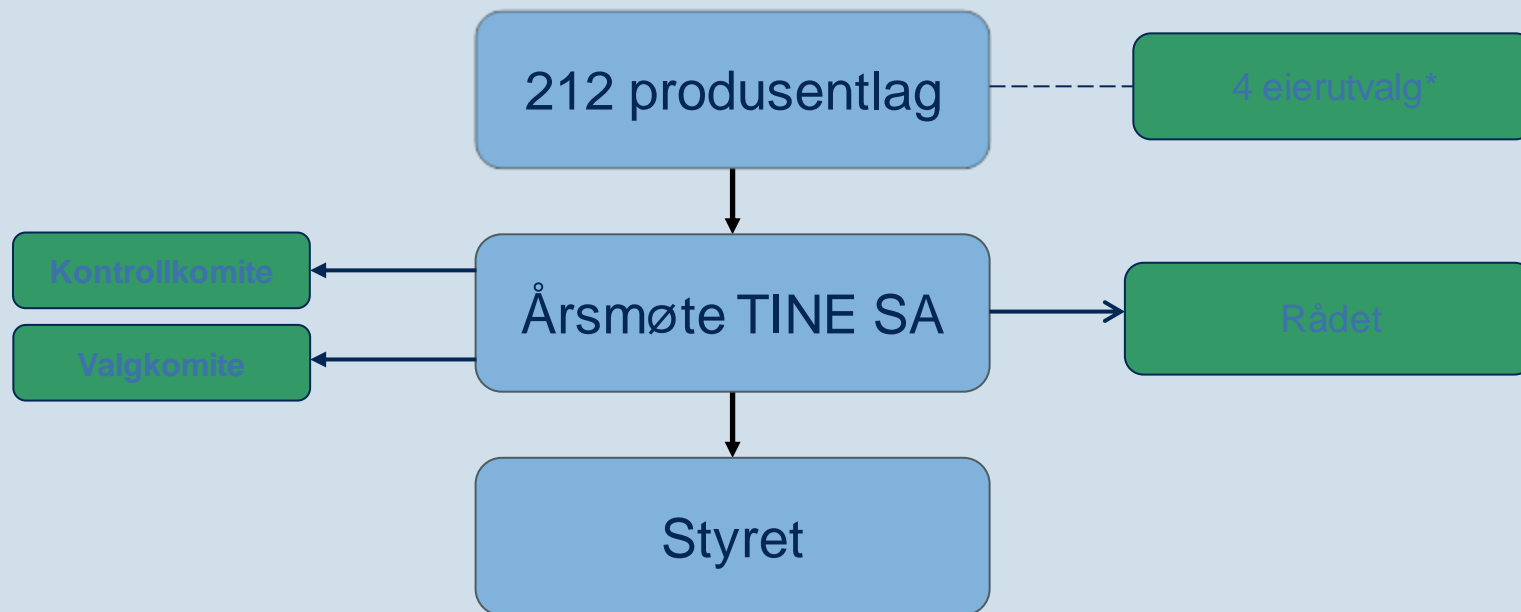 212 produsentlag
4 eierutvalg*
Kontrollkomite
Årsmøte TINE SA
Rådet
Valgkomite
Styret